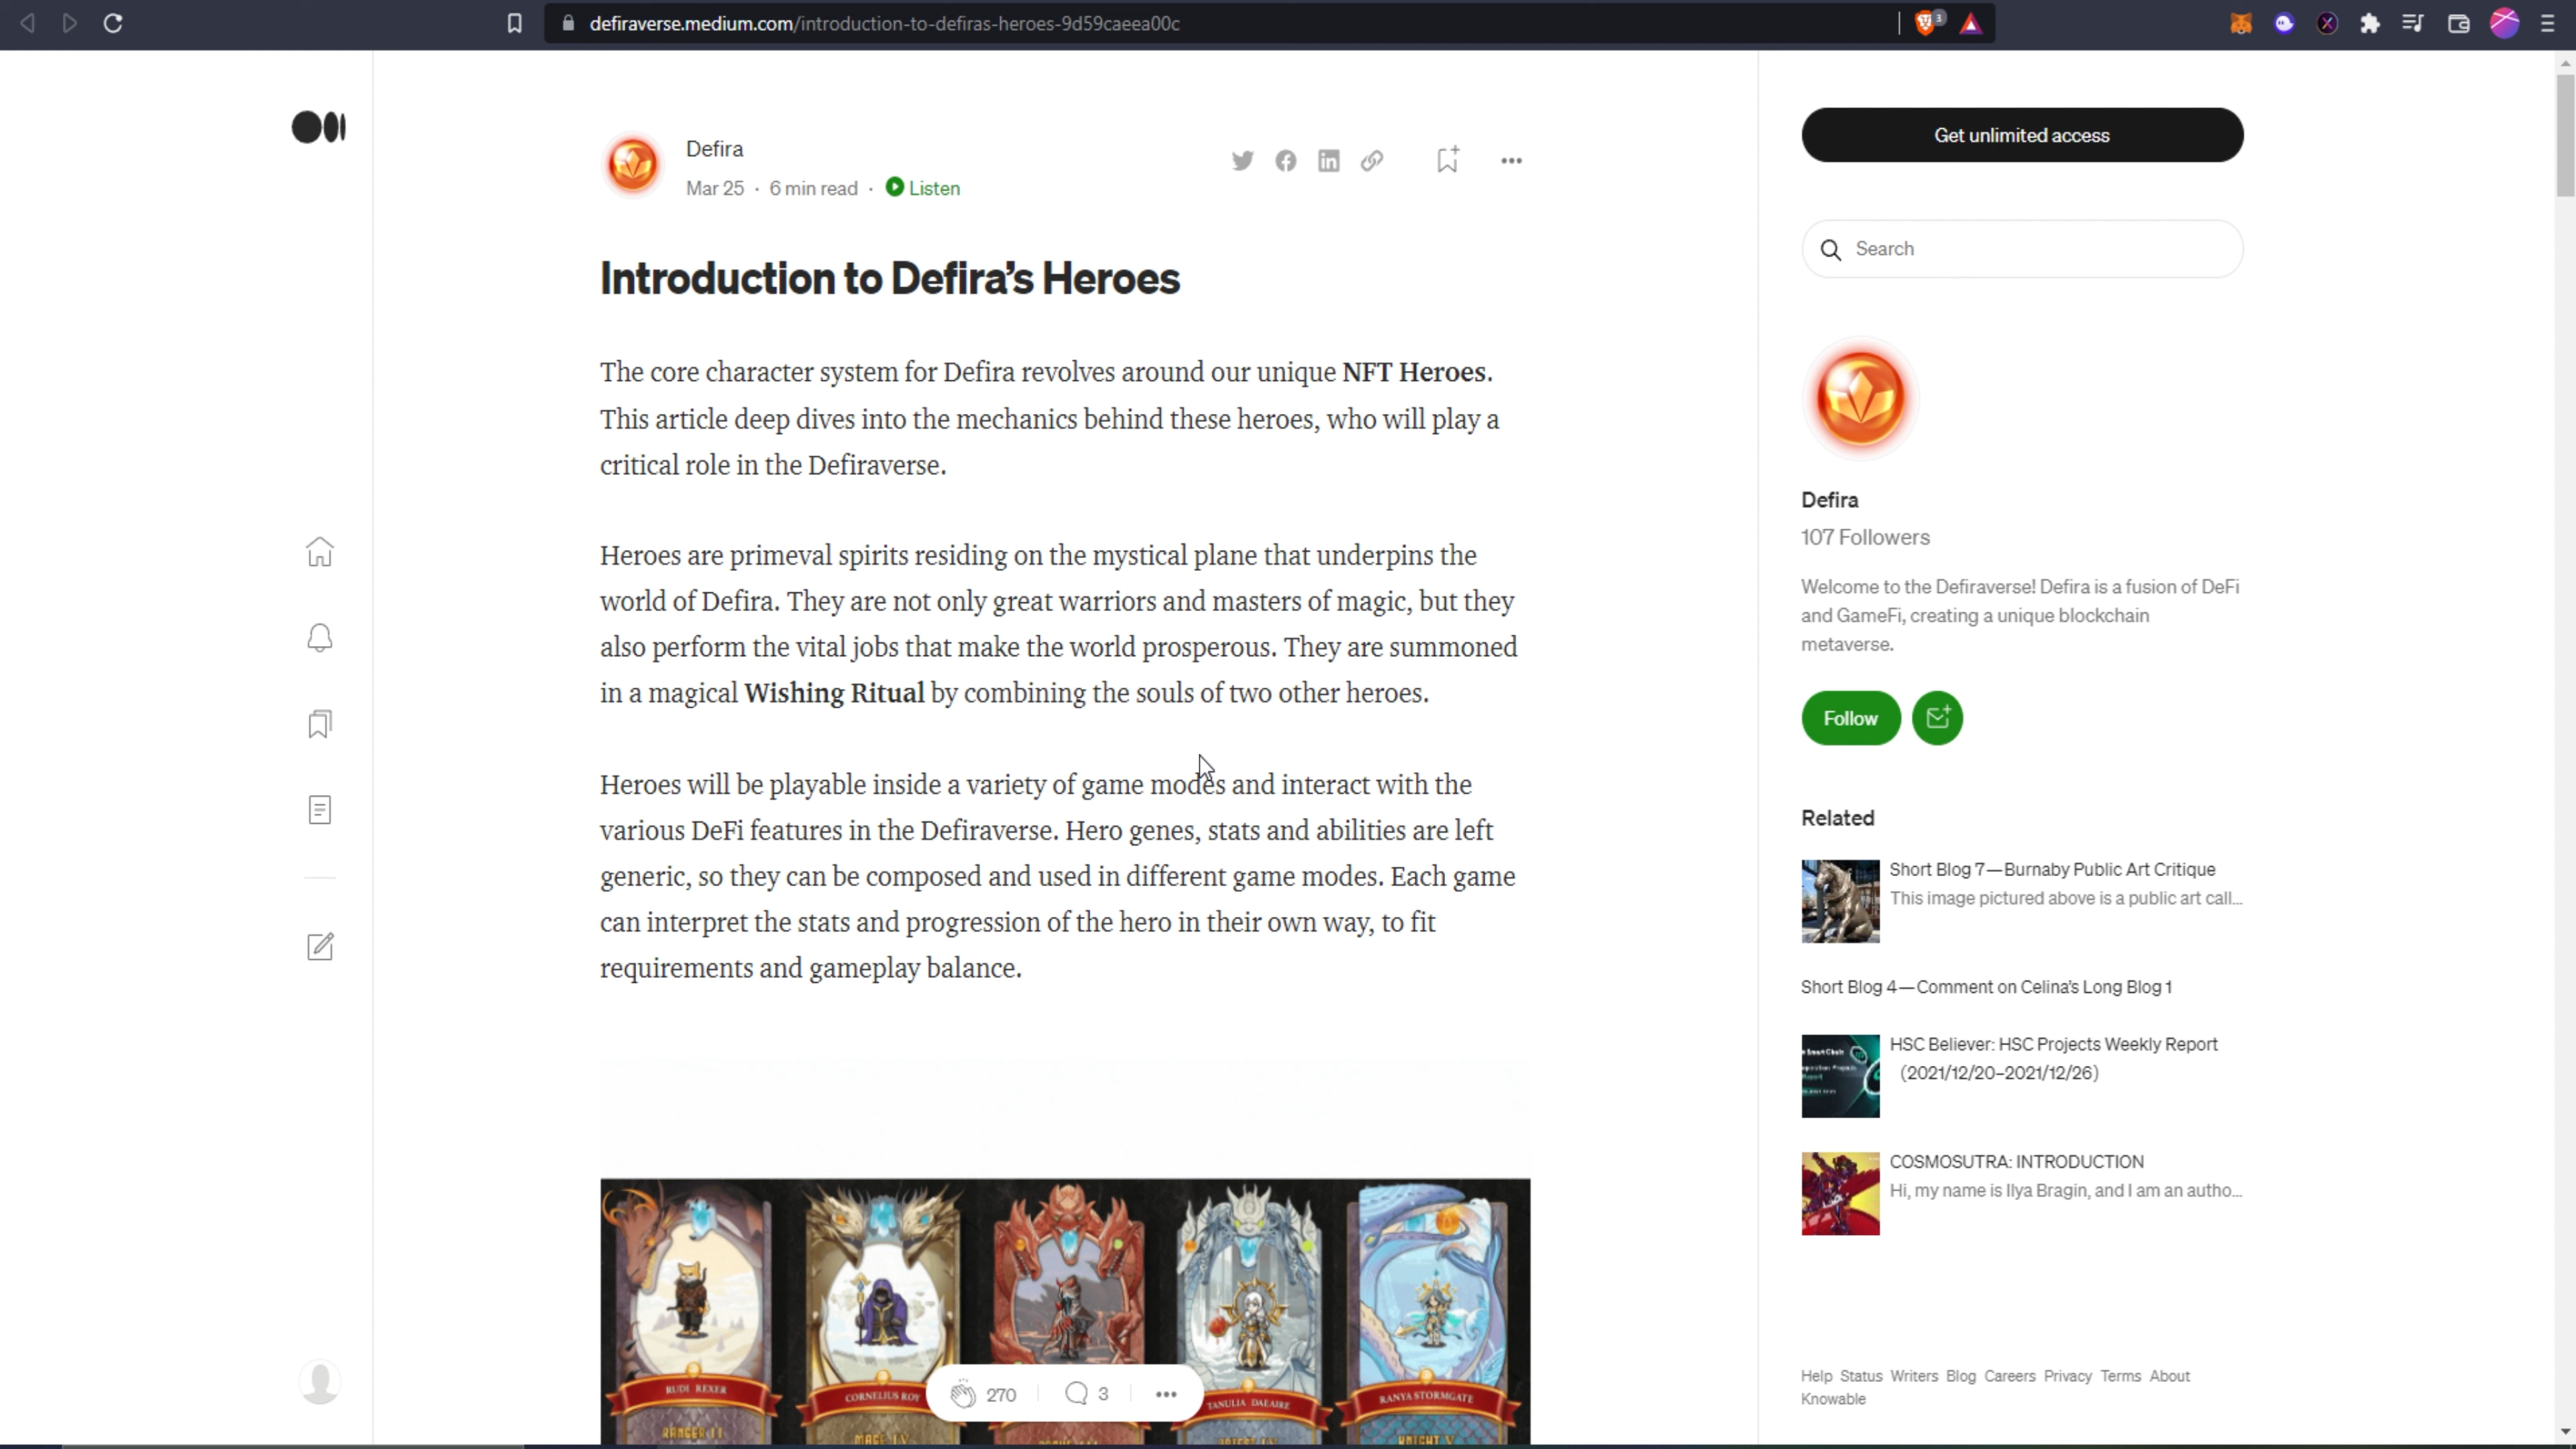 defiraverse.medium.com/introduction-to-defiras-heroes-9d59caeea00c
3
Defira
Mar 25 · 6 min read · Listen
Introduction to Defira's Heroes
The core character system for Defira revolves around our unique NFT Heroes.
This article deep dives into the mechanics behind these heroes, who will play a
critical role in the Defiraverse.
Heroes are primeval spirits residing on the mystical plane that underpins the
world of Defira. They are not only great warriors and masters of magic, but they
also perform the vital jobs that make the world prosperous. They are summoned
in a magical Wishing Ritual by combining the souls of two other heroes.
Heroes will be playable inside a variety of game modes and interact with the
various DeFi features in the Defiraverse. Hero genes, stats and abilities are left
generic, so they can be composed and used in different game modes. Each game
can interpret the stats and progression of the hero in their own way, to fit
requirements and gameplay balance.
RUDI REXER
CORNELIUS ROY
TANULIA DAEAIRE
RANYA STORMGATE
RANGER II
MAGE IV
PRIEST IV
KNIGHT V
270
3
Get unlimited access
Search
Defira
107 Followers
Welcome to the Defiraverse! Defira is a fusion of DeFi
and GameFi, creating a unique blockchain
metaverse.
Follow
Related
Short Blog 7—Burnaby Public Art Critique
This image pictured above is a public art call...
Short Blog 4—Comment on Celina's Long Blog 1
HSC Believer: HSC Projects Weekly Report
(2021/12/20–2021/12/26)
COSMOSUTRA: INTRODUCTION
Hi, my name is Ilya Bragin, and I am an autho...
Help Status Writers Blog Careers Privacy Terms About
Knowable